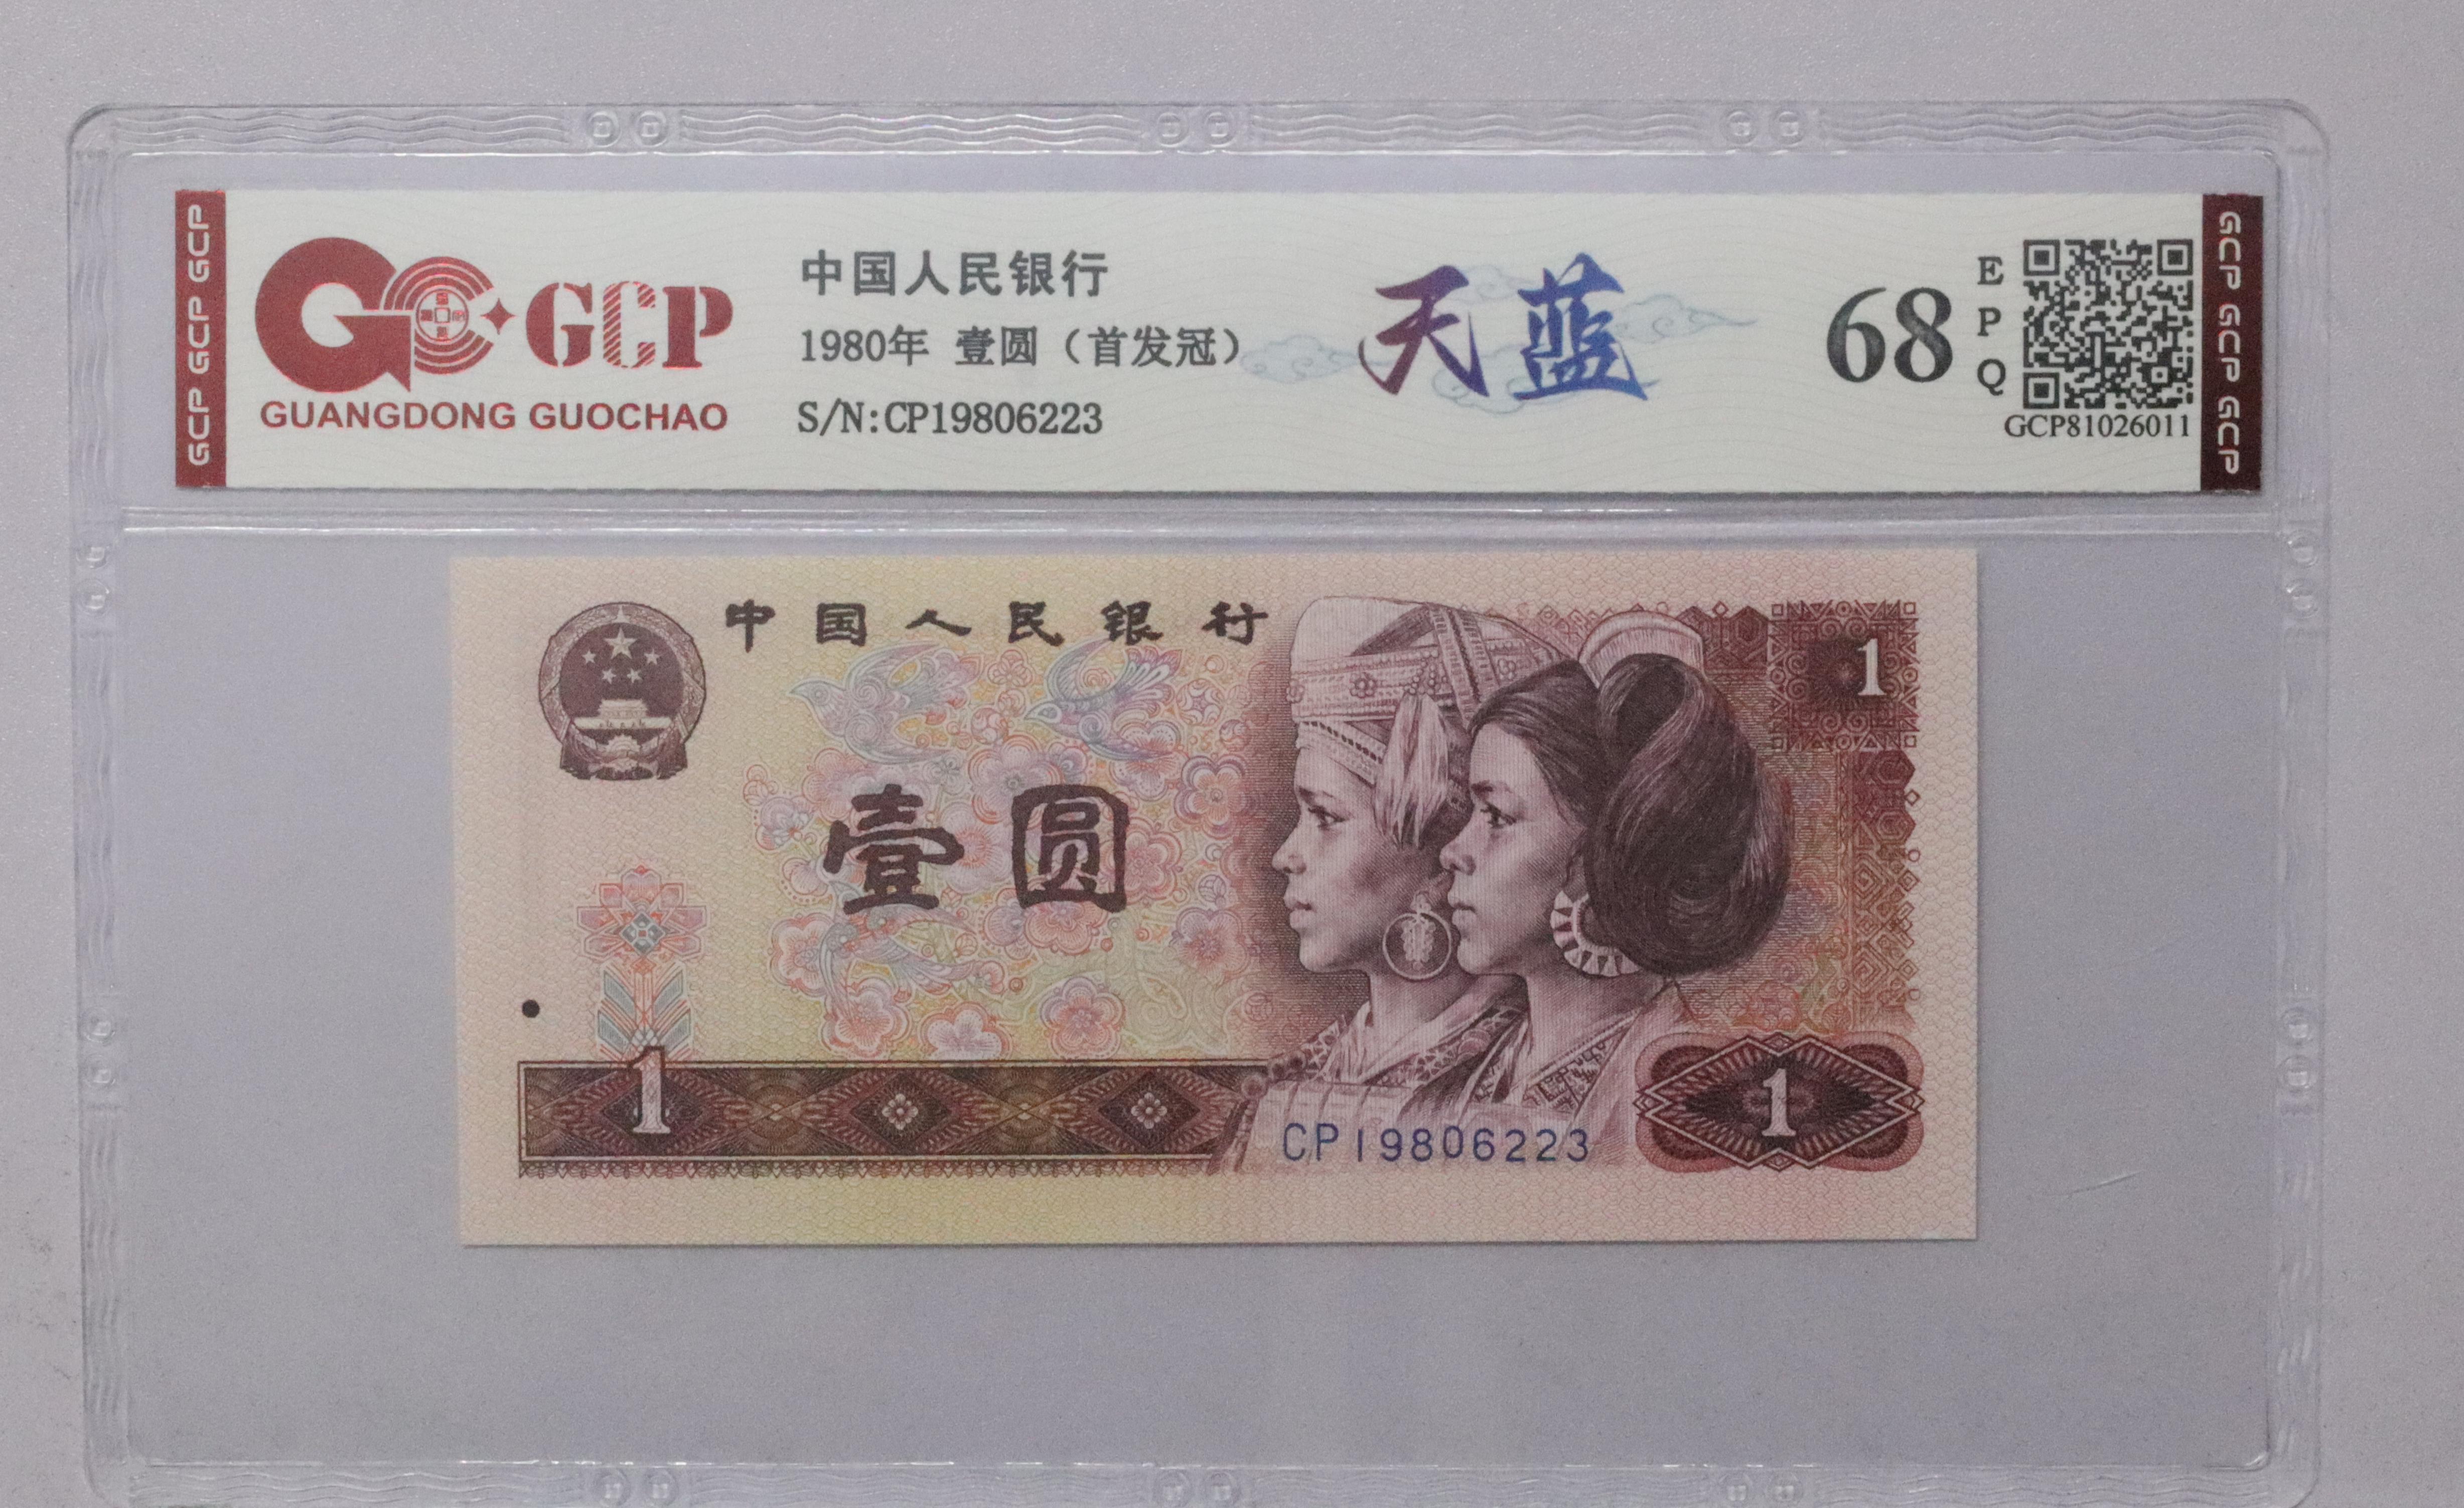 GCP GCP GCP
GCP
GUANGDONG GUOCHAO
中国人民银行
1980年 壹圆（首发冠）
S/N:CP19806223
天蓝
68
EPQ
GCP81026011
GCP GCP GCP
中国人民银行
1
壹圆
1
1
CP19806223